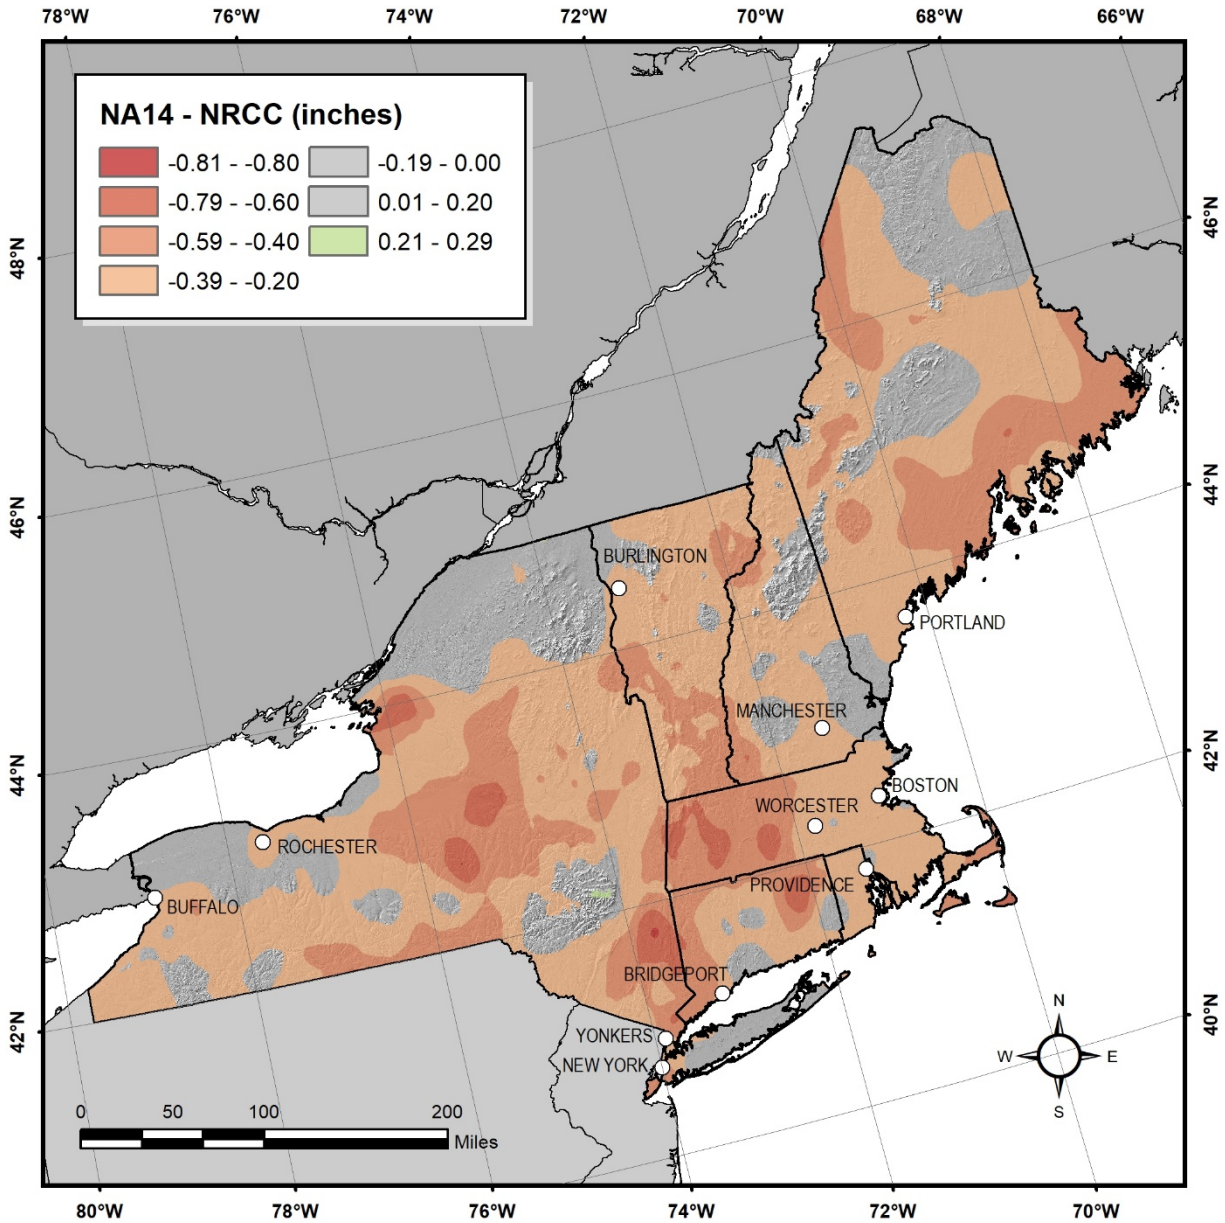 78°W 76°W 74°W 72°W 70°W 68°W 66°W
NA14 - NRCC (inches)
-0.81 - -0.80 -0.19 - 0.00
-0.79 - -0.60 0.01 - 0.20
-0.59 - -0.40 0.21 - 0.29
-0.39 - -0.20
48°N 46°N
46°N 44°N
BURLINGTON
PORTLAND
MANCHESTER
44°N 42°N
BOSTON
WORCESTER
ROCHESTER
PROVIDENCE
BUFFALO
BRIDGEPORT
42°N 40°N
YONKERS
NEW YORK
N
W E
S
0 50 100 200
Miles
80°W 78°W 76°W 74°W 72°W 70°W